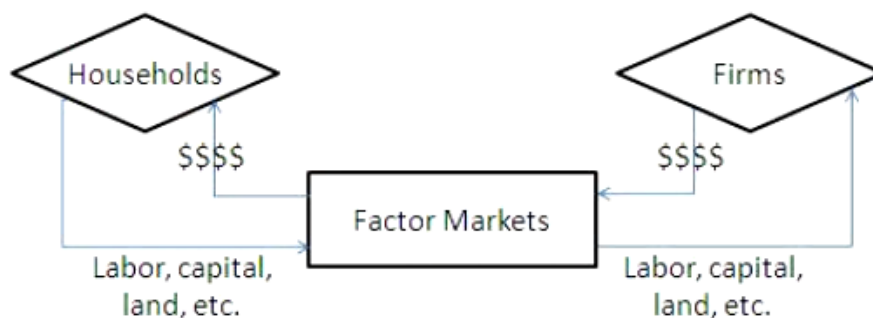 Households
Firms
$$$$
$$$$
Factor Markets
Labor, capital,
land, etc.
Labor, capital,
land, etc.